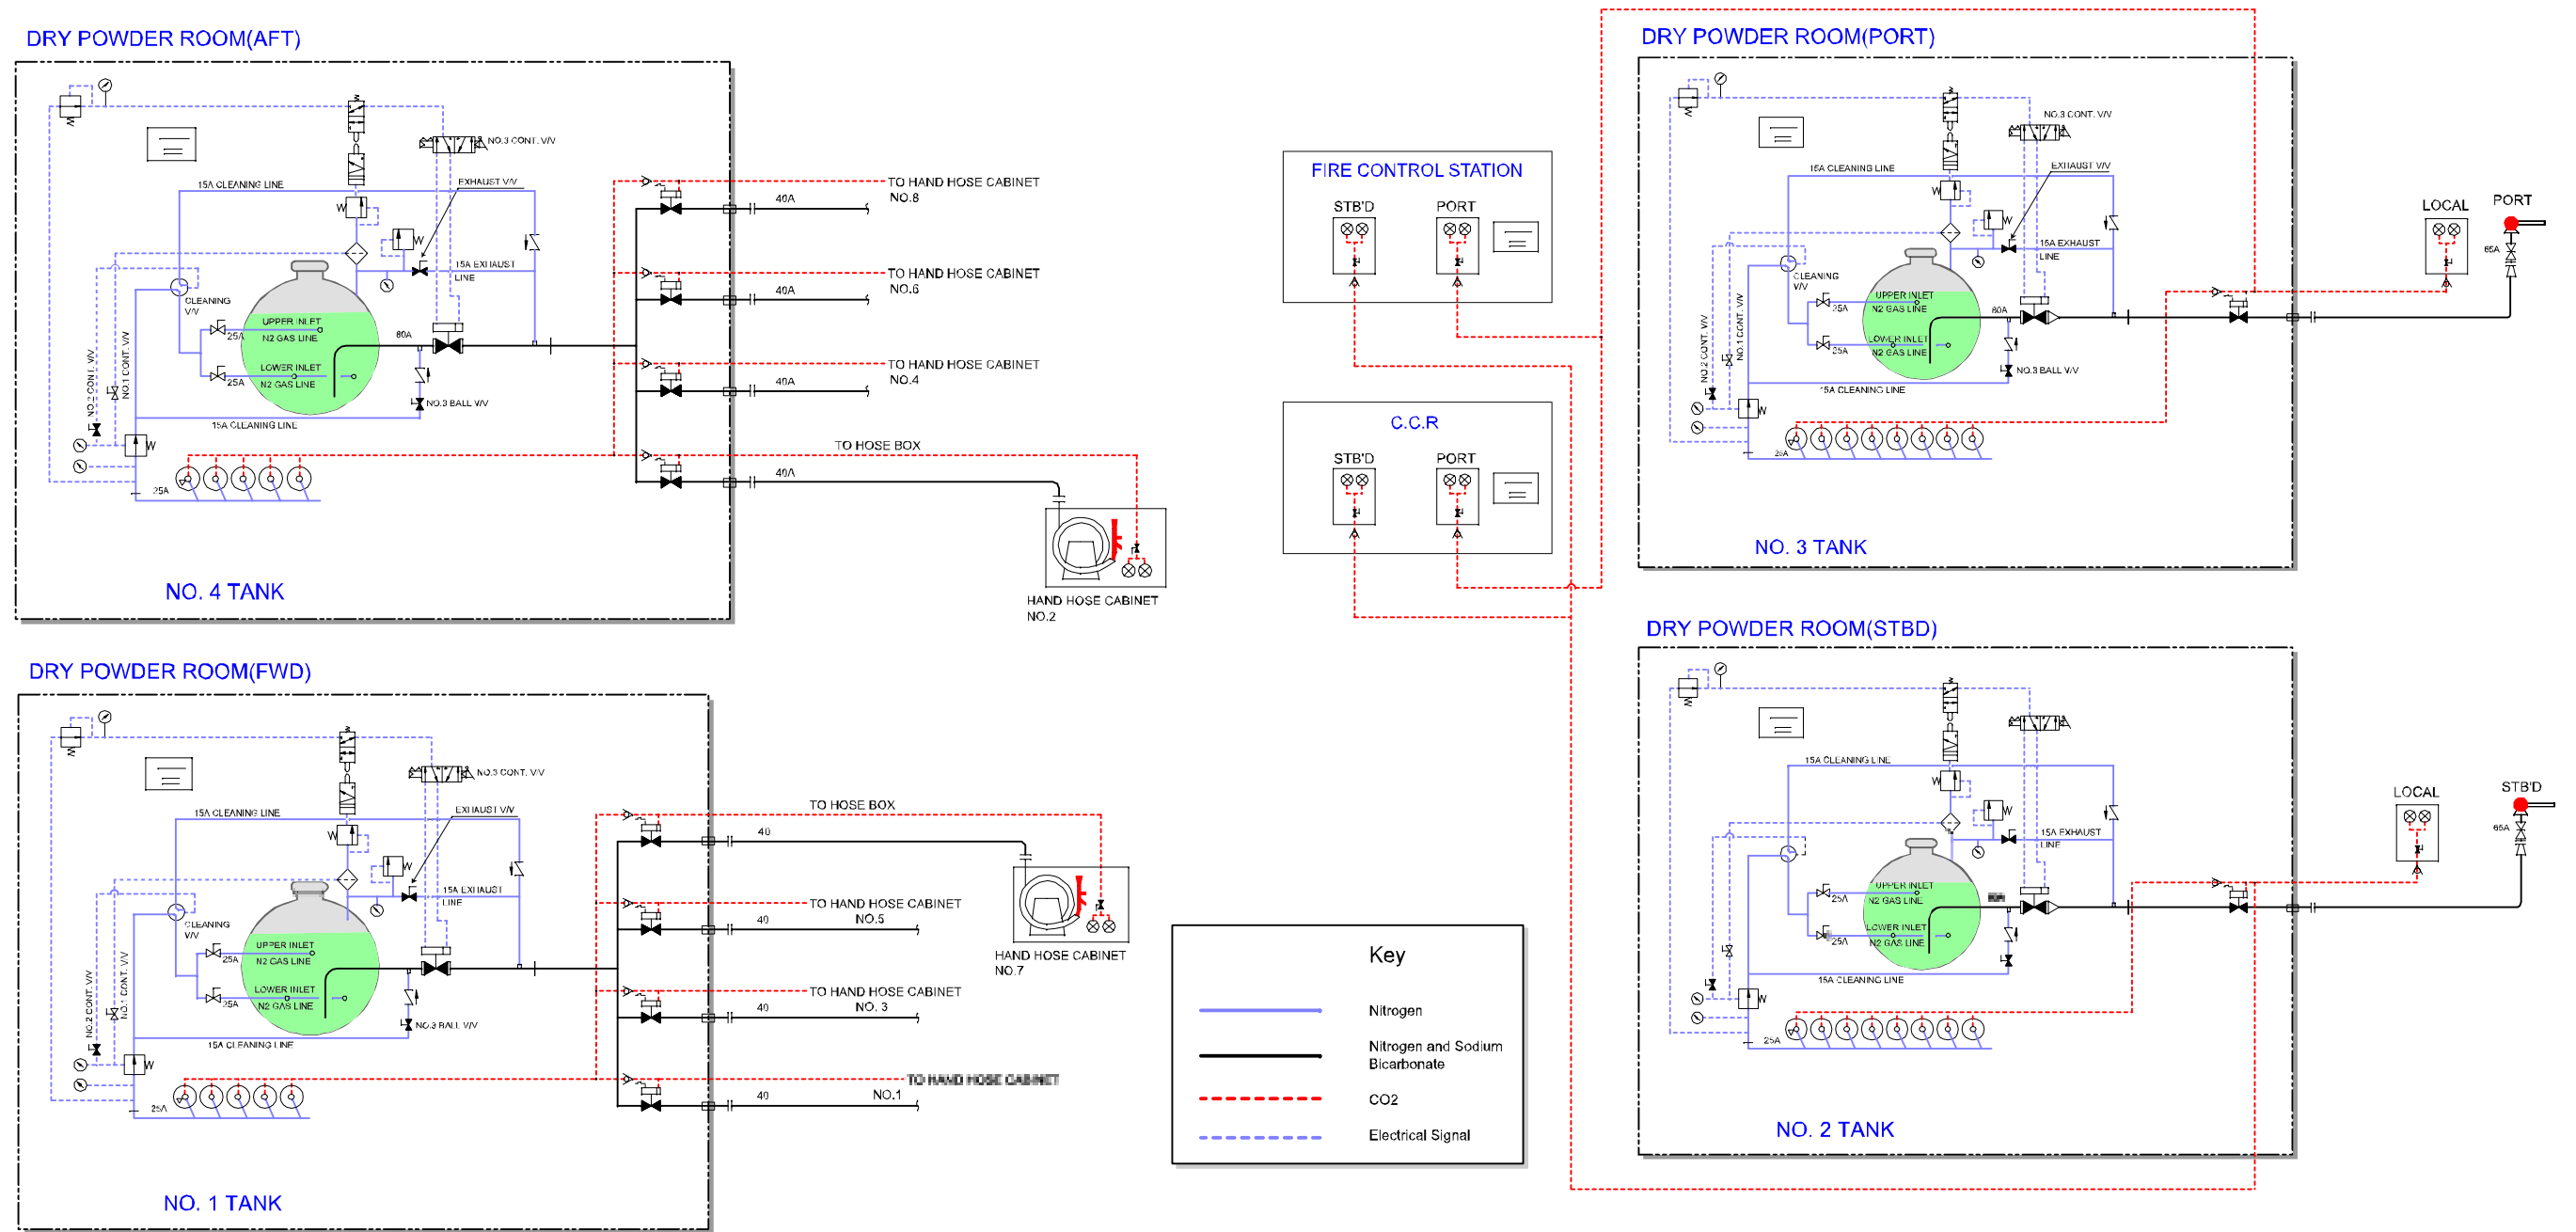 DRY POWDER ROOM(AFT)
NO.3 CONT. V/V
15A CLEANING LINE
EXHAUST V/V
15A EXHAUST
LINE
CLEANING
V/V
NO.2 CONT. V/V
NO.1 CONT. V/V
25A
UPPER INLET
N2 GAS LINE
LOWER INLET
N2 GAS LINE
25A
80A
NO.3 BALL V/V
15A CLEANING LINE
W
W
W
25A
TO HAND HOSE CABINET
NO.8
40A
TO HAND HOSE CABINET
NO.6
40A
TO HAND HOSE CABINET
NO.4
40A
TO HOSE BOX
40A
HAND HOSE CABINET
NO.2
NO. 4 TANK
FIRE CONTROL STATION
STB'D
PORT
C.C.R
STB'D
PORT
DRY POWDER ROOM(PORT)
NO.3 CONT. V/V
15A CLEANING LINE
EXHAUST V/V
15A EXHAUST
LINE
CLEANING
V/V
NO.2 CONT. V/V
NO.1 CONT. V/V
25A
UPPER INLET
N2 GAS LINE
LOWER INLET
N2 GAS LINE
25A
80A
NO.3 BALL V/V
15A CLEANING LINE
W
W
W
25A
LOCAL
PORT
65A
NO. 3 TANK
DRY POWDER ROOM(FWD)
NO.3 CONT. V/V
15A CLEANING LINE
EXHAUST V/V
15A EXHAUST
LINE
CLEANING
V/V
NO.2 CONT. V/V
NO.1 CONT. V/V
25A
UPPER INLET
N2 GAS LINE
LOWER INLET
N2 GAS LINE
25A
NO.3 BALL V/V
15A CLEANING LINE
W
W
W
25A
TO HOSE BOX
40
HAND HOSE CABINET
NO.7
TO HAND HOSE CABINET
NO.5
40
TO HAND HOSE CABINET
NO. 3
40
TO HAND HOSE CABINET
NO.1
40
NO. 1 TANK
Key
Nitrogen
Nitrogen and Sodium
Bicarbonate
CO2
Electrical Signal
DRY POWDER ROOM(STBD)
15A CLEANING LINE
15A EXHAUST
LINE
25A
UPPER INLET
N2 GAS LINE
LOWER INLET
N2 GAS LINE
25A
15A CLEANING LINE
W
W
W
25A
LOCAL
STB'D
65A
NO. 2 TANK